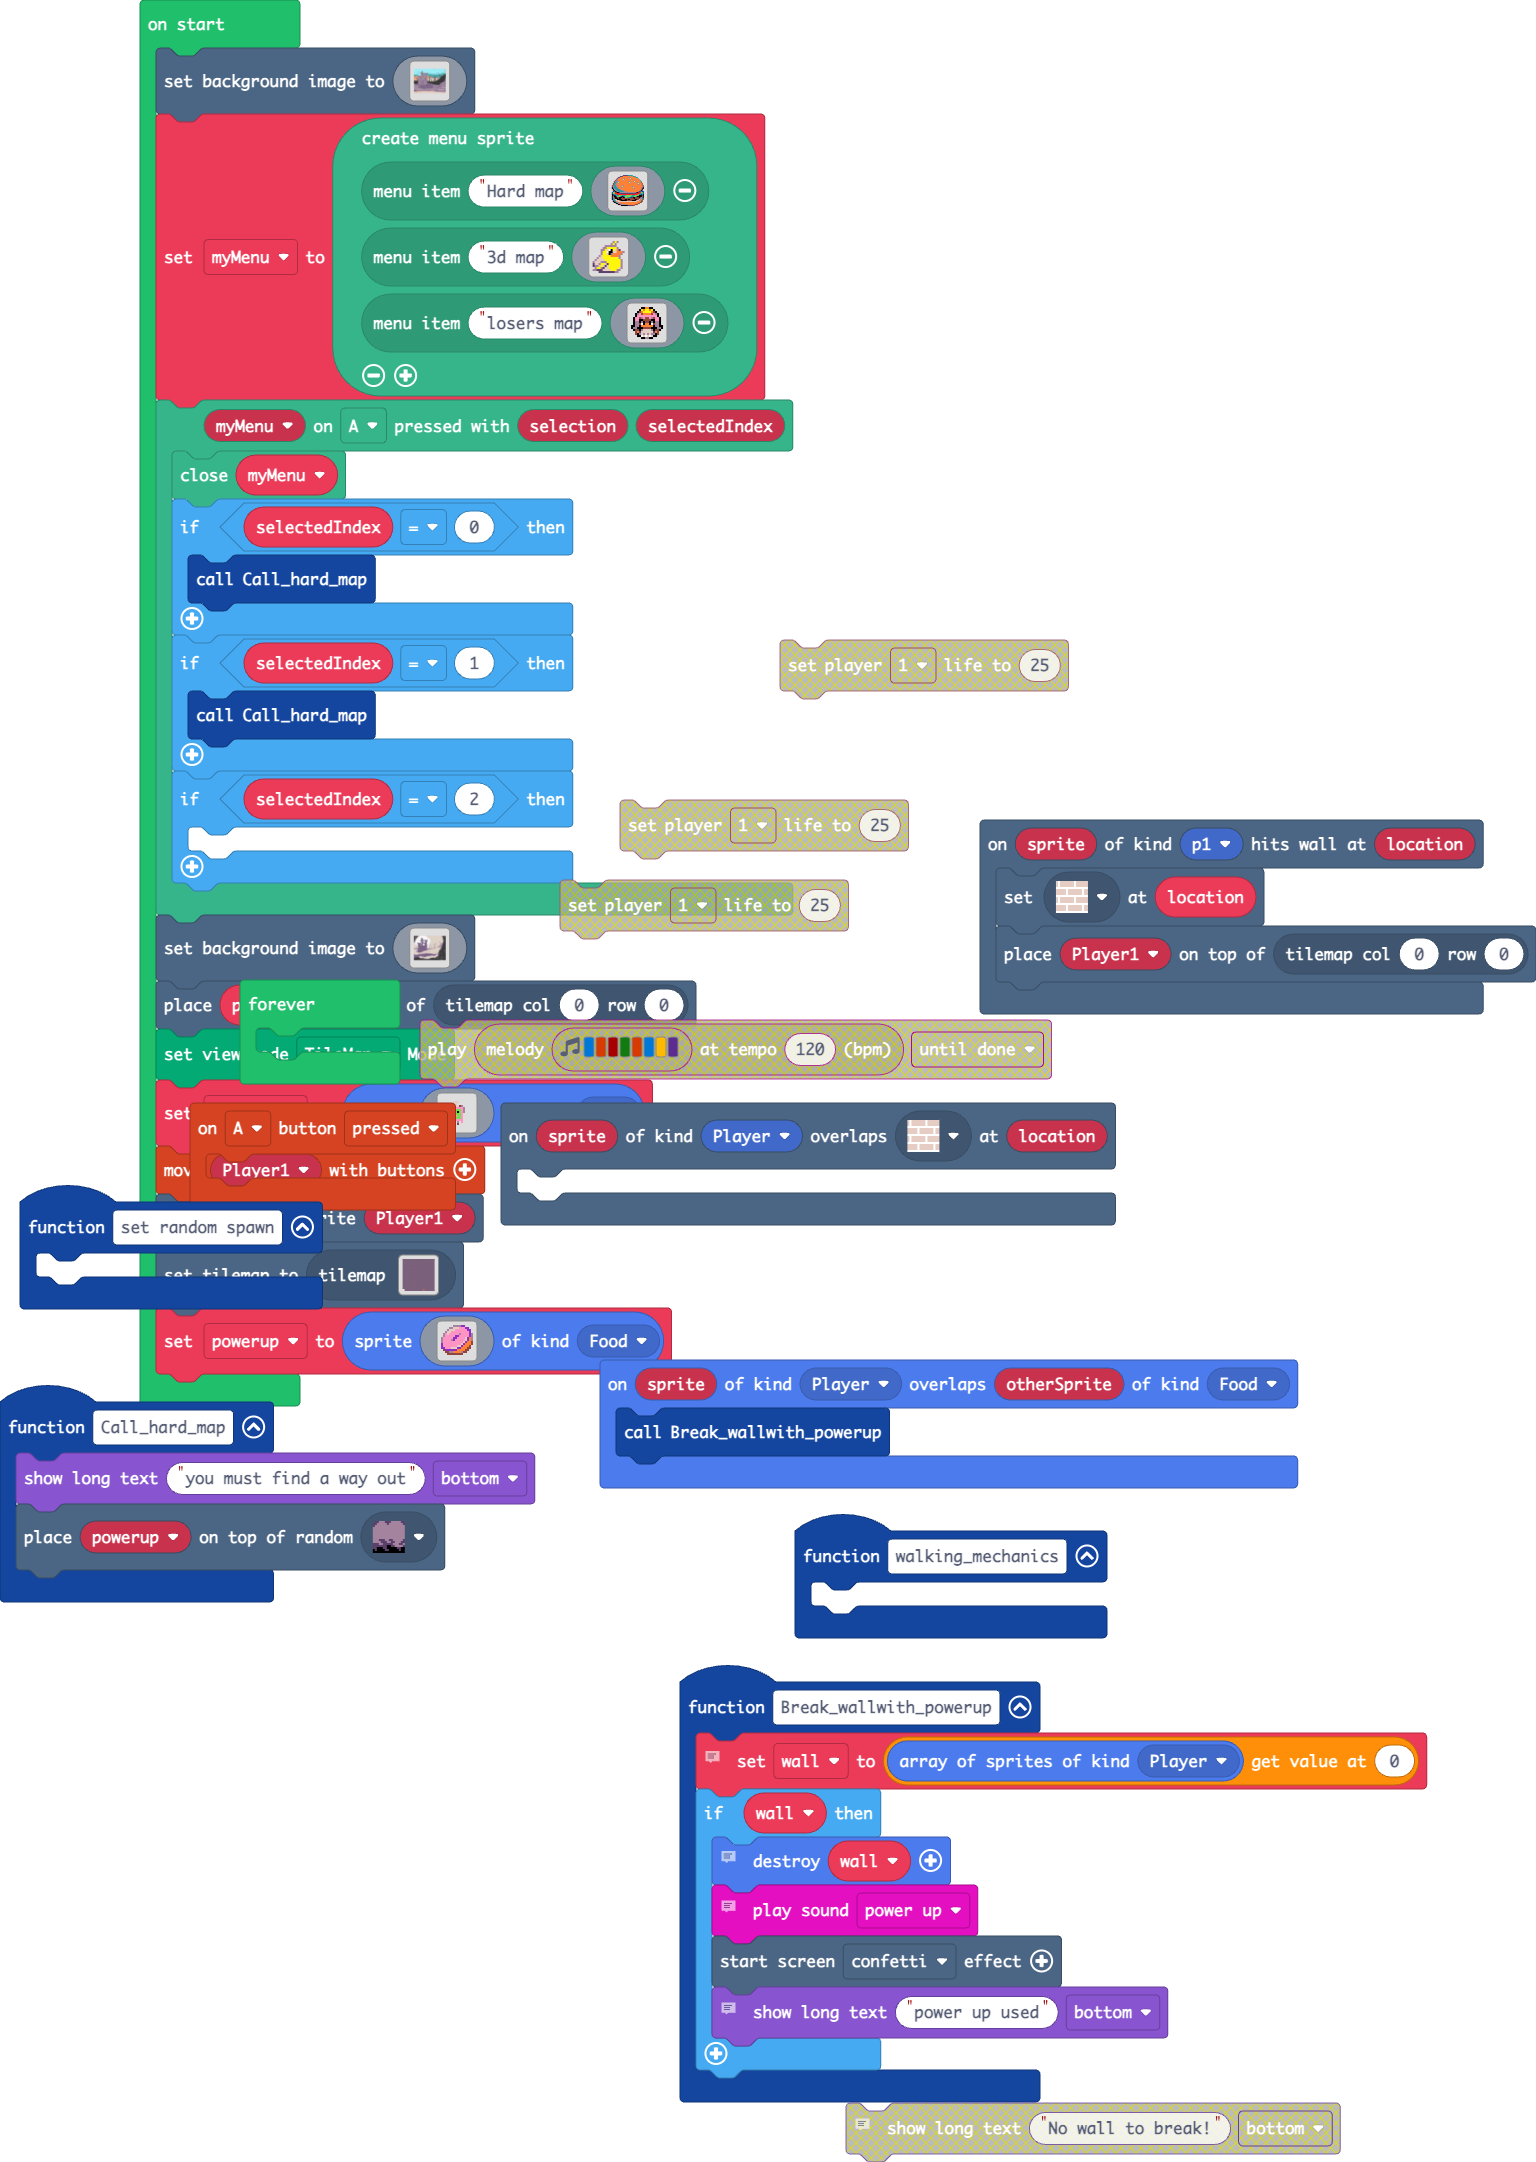 on start
set background image to
create menu sprite
menu item "Hard map"
set myMenu to
menu item "3d map"
menu item "losers map"
myMenu on A pressed with selection selectedIndex
close myMenu
if selectedIndex = 0 then
call Call_hard_map
if selectedIndex = 1 then
call Call_hard_map
if selectedIndex = 2 then
set player 1 life to 25
set player 1 life to 25
set player 1 life to 25
on sprite of kind p1 hits wall at location
set at location
place Player1 on top of tilemap col 0 row 0
set background image to
place of tilemap col 0 row 0
forever
set view
play melody at tempo 120 (bpm) until done
set
on A button pressed
Player1 with buttons
on sprite of kind Player overlaps at location
Player1
function set random spawn
set tilemap to tilemap
set powerup to sprite of kind Food
on sprite of kind Player overlaps otherSprite of kind Food
call Break_wallwith_powerup
function Call_hard_map
show long text "you must find a way out" bottom
place powerup on top of random
function walking_mechanics
function Break_wallwith_powerup
set wall to array of sprites of kind Player get value at 0
if wall then
destroy wall
play sound power up
start screen confetti effect
show long text "power up used" bottom
show long text "No wall to break!" bottom